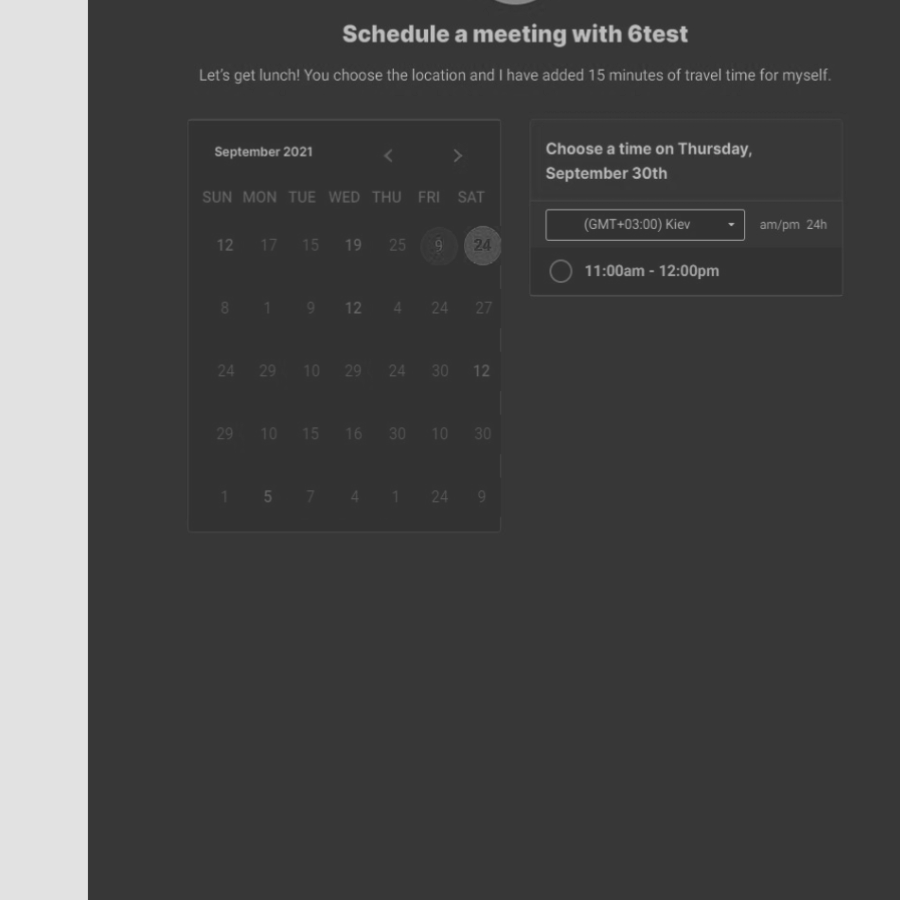 Schedule a meeting with 6test
Let's get lunch! You choose the location and I have added 15 minutes of travel time for myself.
September 2021
SUN MON TUE WED THU FRI SAT
12 17 15 19 25 9 24
8 1 9 12 4 24 27
24 29 10 29 24 30 12
29 10 15 16 30 10 30
1 5 7 4 1 24 9
Choose a time on Thursday,
September 30th
(GMT+03:00) Kiev am/pm 24h
11:00am - 12:00pm